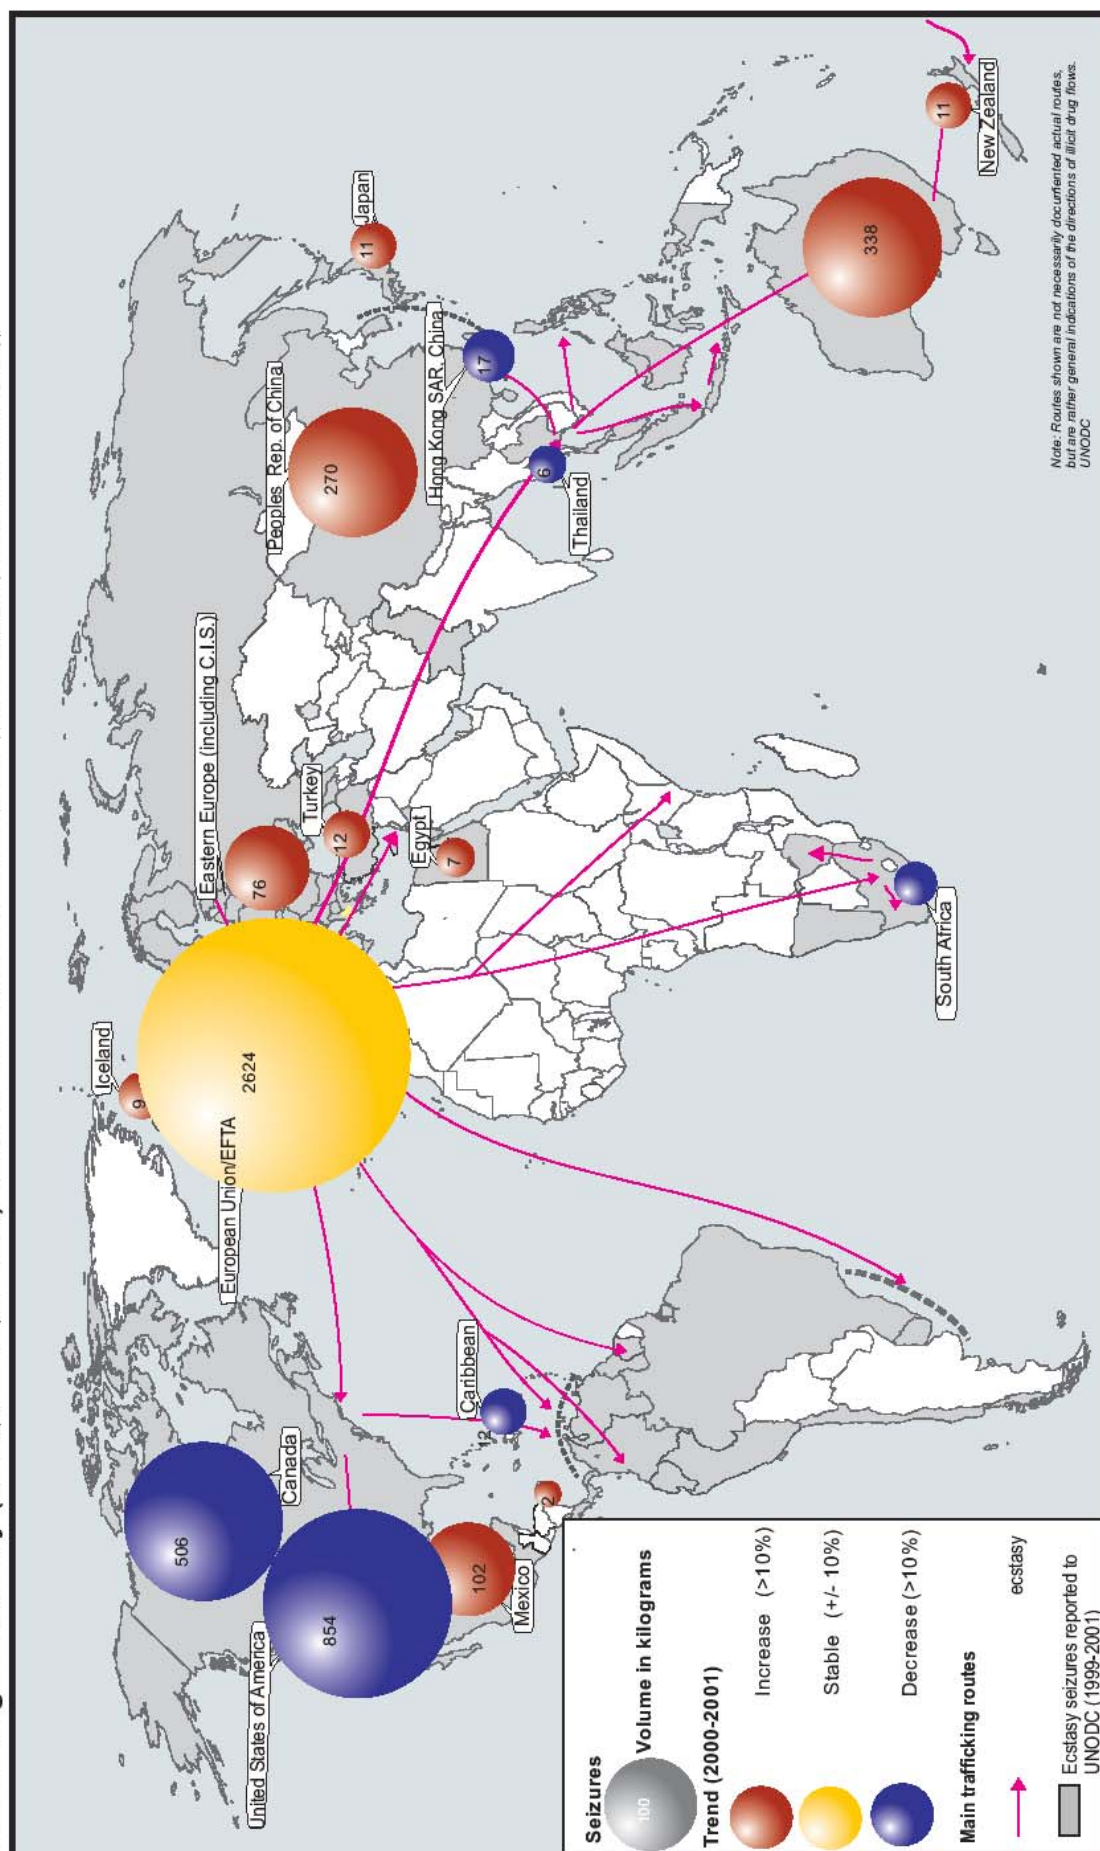 Iceland
9
European Union/EFTA
2624
Eastern Europe (including C.I.S.)
76
Turkey
12
Egypt
7
Peoples Rep. of China
270
Hong Kong SAR, China
17
Japan
11
Thailand
6
338
New Zealand
11
South Africa
Canada
506
United States of America
854
Mexico
102
2
Caribbean
12
Seizures
100
Volume in kilograms
Trend (2000-2001)
Increase (>10%)
Stable (+/- 10%)
Decrease (>10%)
Main trafficking routes
ecstasy
Ecstasy seizures reported to
UNODC (1999-2001)
Note: Routes shown are not necessarily documented actual routes,
but are rather general indications of the directions of illicit drug flows.
UNODC